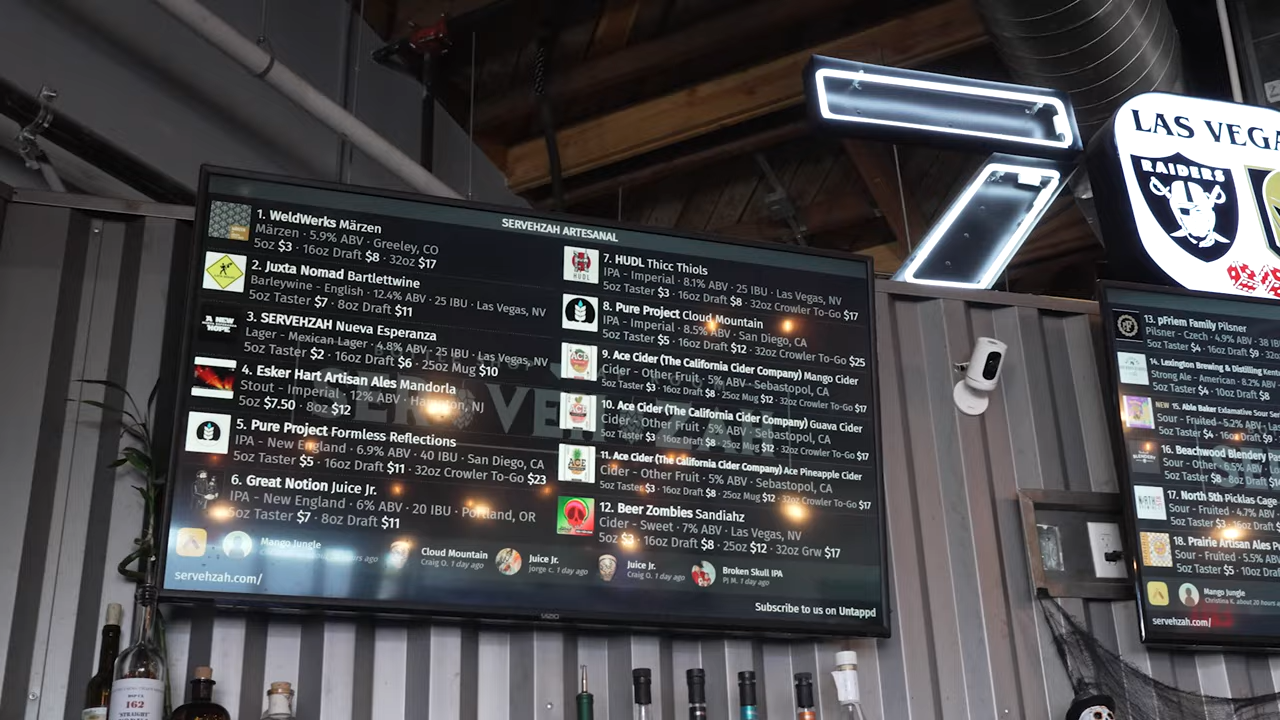 SERVEHZAH ARTESANAL
1. WeldWerks Märzen
Märzen · 5.9% ABV · Greeley, CO
5oz $3 · 16oz Draft $8 · 32oz $17
2. Juxta Nomad Bartlettwine
Barleywine - English · 12.4% ABV · 25 IBU · Las Vegas, NV
5oz Taster $7 · 8oz Draft $11
A NEW HOPE
3. SERVEHZAH Nueva Esperanza
Lager - Mexican Lager · 4.8% ABV · 25 IBU · Las Vegas, NV
5oz Taster $2 · 16oz Draft $6 · 25oz Mug $10
4. Esker Hart Artisan Ales Mandorla
Stout - Imperial · 12% ABV · Hampton, NJ
5oz $7.50 · 8oz $12
5. Pure Project Formless Reflections
IPA - New England · 6.9% ABV · 40 IBU · San Diego, CA
5oz Taster $5 · 16oz Draft $11 · 32oz Crowler To-Go $23
6. Great Notion Juice Jr.
IPA - New England · 6% ABV · 20 IBU · Portland, OR
5oz Taster $7 · 8oz Draft $11
HUDL
7. HUDL Thicc Thiols
IPA - Imperial · 8.1% ABV · 25 IBU · Las Vegas, NV
5oz Taster $3 · 16oz Draft $8 · 32oz Crowler To-Go $17
8. Pure Project Cloud Mountain
IPA - Imperial · 8.5% ABV · San Diego, CA
5oz Taster $5 · 16oz Draft $12 · 32oz Crowler To-Go $25
ACE
9. Ace Cider (The California Cider Company) Mango Cider
Cider - Other Fruit · 5% ABV · Sebastopol, CA
5oz Taster $3 · 16oz Draft $8 · 25oz Mug $12 · 32oz Crowler To-Go $17
ACE
10. Ace Cider (The California Cider Company) Guava Cider
Cider - Other Fruit · 5% ABV · Sebastopol, CA
5oz Taster $3 · 16oz Draft $8 · 25oz Mug $12 · 32oz Crowler To-Go $17
ACE
11. Ace Cider (The California Cider Company) Ace Pineapple Cider
Cider - Other Fruit · 5% ABV · Sebastopol, CA
5oz Taster $3 · 16oz Draft $8 · 25oz Mug $12 · 32oz Crowler To-Go $17
12. Beer Zombies Sandiahz
Cider - Sweet · 7% ABV · Las Vegas, NV
5oz $3 · 16oz Draft $8 · 25oz $12 · 32oz Grw $17
Mango Jungle
Cloud Mountain
Craig O. 1 day ago
Juice Jr.
Jorge c. 1 day ago
Juice Jr.
Craig O. 1 day ago
Broken Skull IPA
PJ M. 1 day ago
servehzah.com/
Subscribe to us on Untappd
VIZIO
7
LAS VEGA
RAIDERS
13. pFriem Family Pilsner
Pilsner - Czech · 4.9% ABV · 38 IB
5oz Taster $4 · 16oz Draft $9 · 32
14. Lexington Brewing & Distilling Kent
Strong Ale - American · 8.2% AB
5oz Taster $4 · 10oz Draft $8
NEW 15. Able Baker Exlamative Sour Se
Sour - Fruited · 5.2% ABV · Las
5oz Taster $4 · 16oz Draft $9
16. Beachwood Blendery Pas
Sour - Other · 6.5% ABV
5oz Taster $5 · 8oz Draft
17. North 5th Picklas Cage
Sour - Fruited · 4.7% ABV
5oz Taster $3 · 16oz
18. Prairie Artisan Ales P
Sour - Fruited · 5.5%
5oz Taster $5 · 10oz Draf
Mango Jungle
Christina K. about 20 hours
servehzah.com/
162
"STRAIGHT"